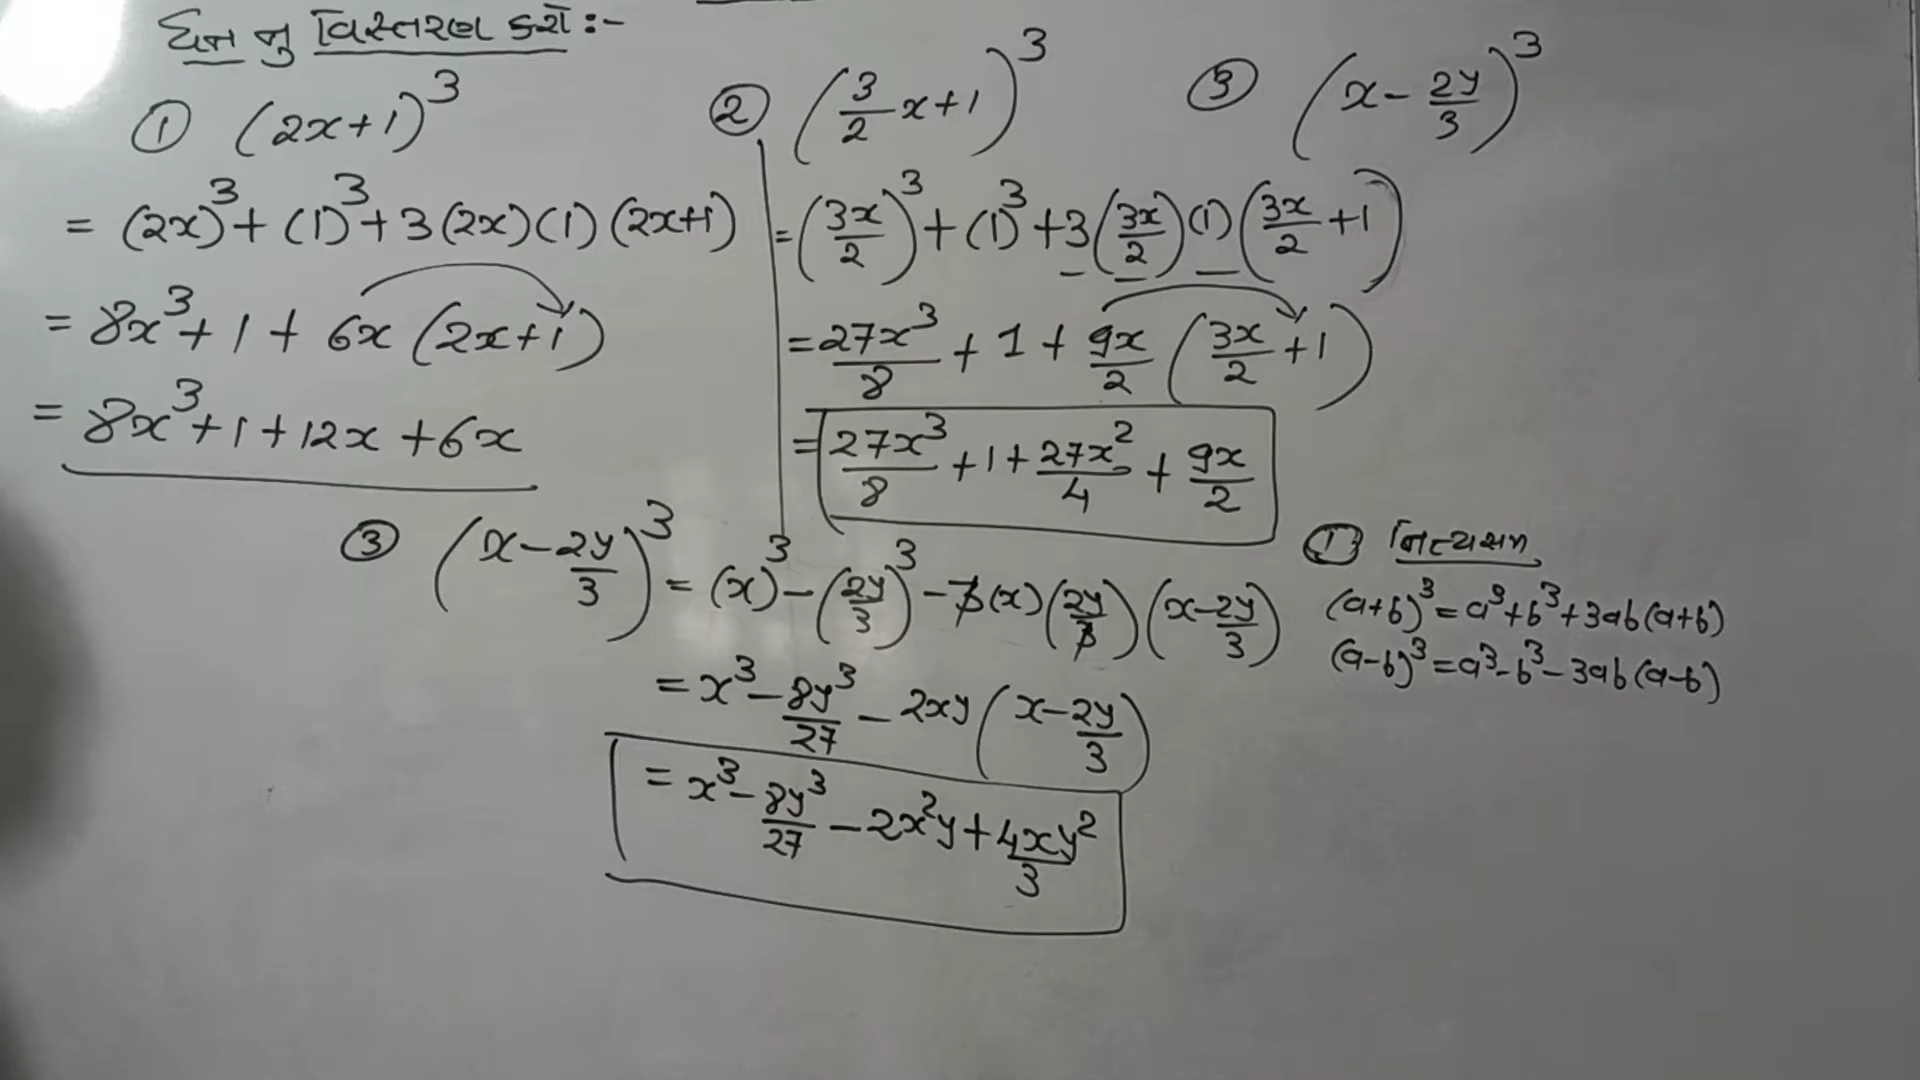 ઘન નુ વિસ્તરણ કરો :-
① (2x+1)³
= (2x)³ + (1)³ + 3(2x)(1)(2x+1)
= 8x³ + 1 + 6x (2x+1)
= 8x³ + 1 + 12x + 6x
② (3/2 x + 1)³
= (3x/2)³ + (1)³ + 3(3x/2)(1)(3x/2 + 1)
= 27x³/8 + 1 + 9x/2 (3x/2 + 1)
= 27x³/8 + 1 + 27x²/4 + 9x/2
③ (x - 2y/3)³
③ (x - 2y/3)³ = (x)³ - (2y/3)³ - 3(x)(2y/3)(x - 2y/3)
= x³ - 8y³/27 - 2xy (x - 2y/3)
= x³ - 8y³/27 - 2x²y + 4xy²/3
① નિત્યસમ
(a+b)³ = a³ + b³ + 3ab(a+b)
(a-b)³ = a³ - b³ - 3ab(a-b)